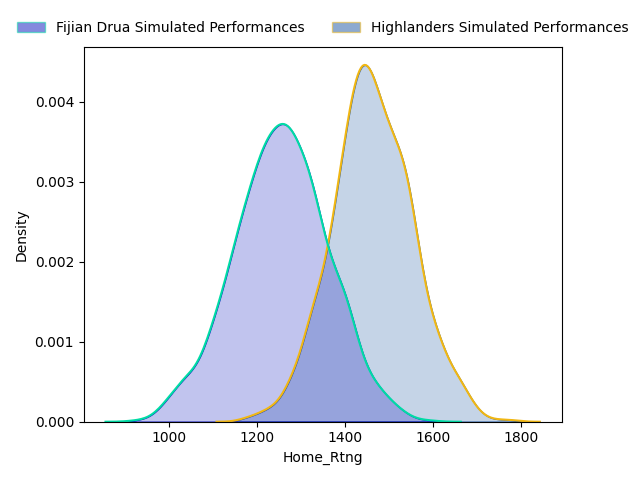 Fijian Drua Simulated Performances Highlanders Simulated Performances
0.004
0.003
0.002
0.001
0.000
Density
1000 1200 1400 1600 1800
Home_Rtng